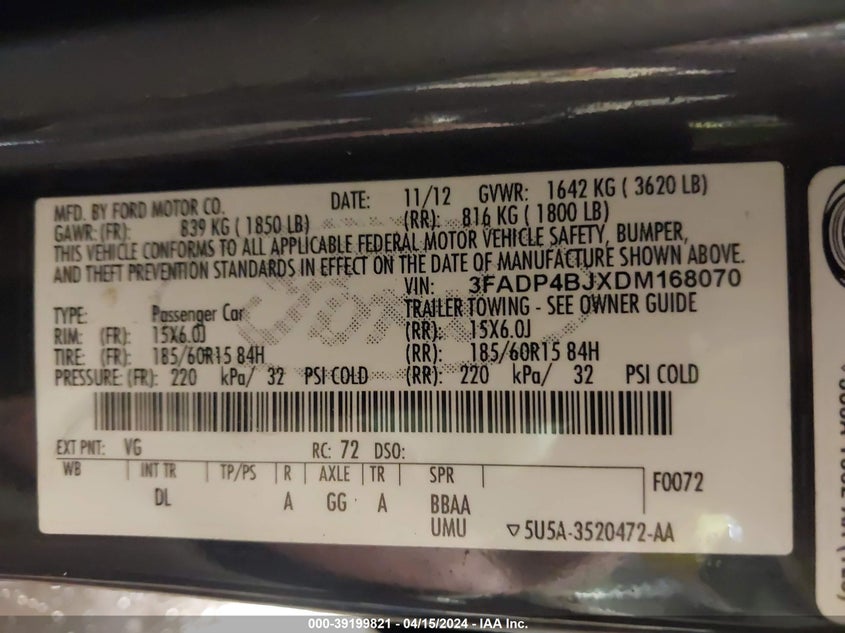 MFD. BY FORD MOTOR CO. DATE: 11/12 GVWR: 1642 KG ( 3620 LB)
GAWR: (FR): 839 KG ( 1850 LB) (RR): 816 KG ( 1800 LB)
THIS VEHICLE CONFORMS TO ALL APPLICABLE FEDERAL MOTOR VEHICLE SAFETY, BUMPER,
AND THEFT PREVENTION STANDARDS IN EFFECT ON THE DATE OF MANUFACTURE SHOWN ABOVE.
VIN: 3FADP4BJXDM168070
TYPE: Passenger Car TRAILER TOWING - SEE OWNER GUIDE
RIM: (FR): 15X6.0J (RR): 15X6.0J
TIRE: (FR): 185/60R15 84H (RR): 185/60R15 84H
PRESSURE: (FR): 220 kPa/ 32 PSI COLD (RR): 220 kPa/ 32 PSI COLD
EXT PNT: VG RC: 72 DSO:
WB INT TR TP/PS R AXLE TR SPR F0072
DL A GG A BBAA
UMU ▽5U5A-3520472-AA
000-39199821 - 04/15/2024 - IAAI INC.